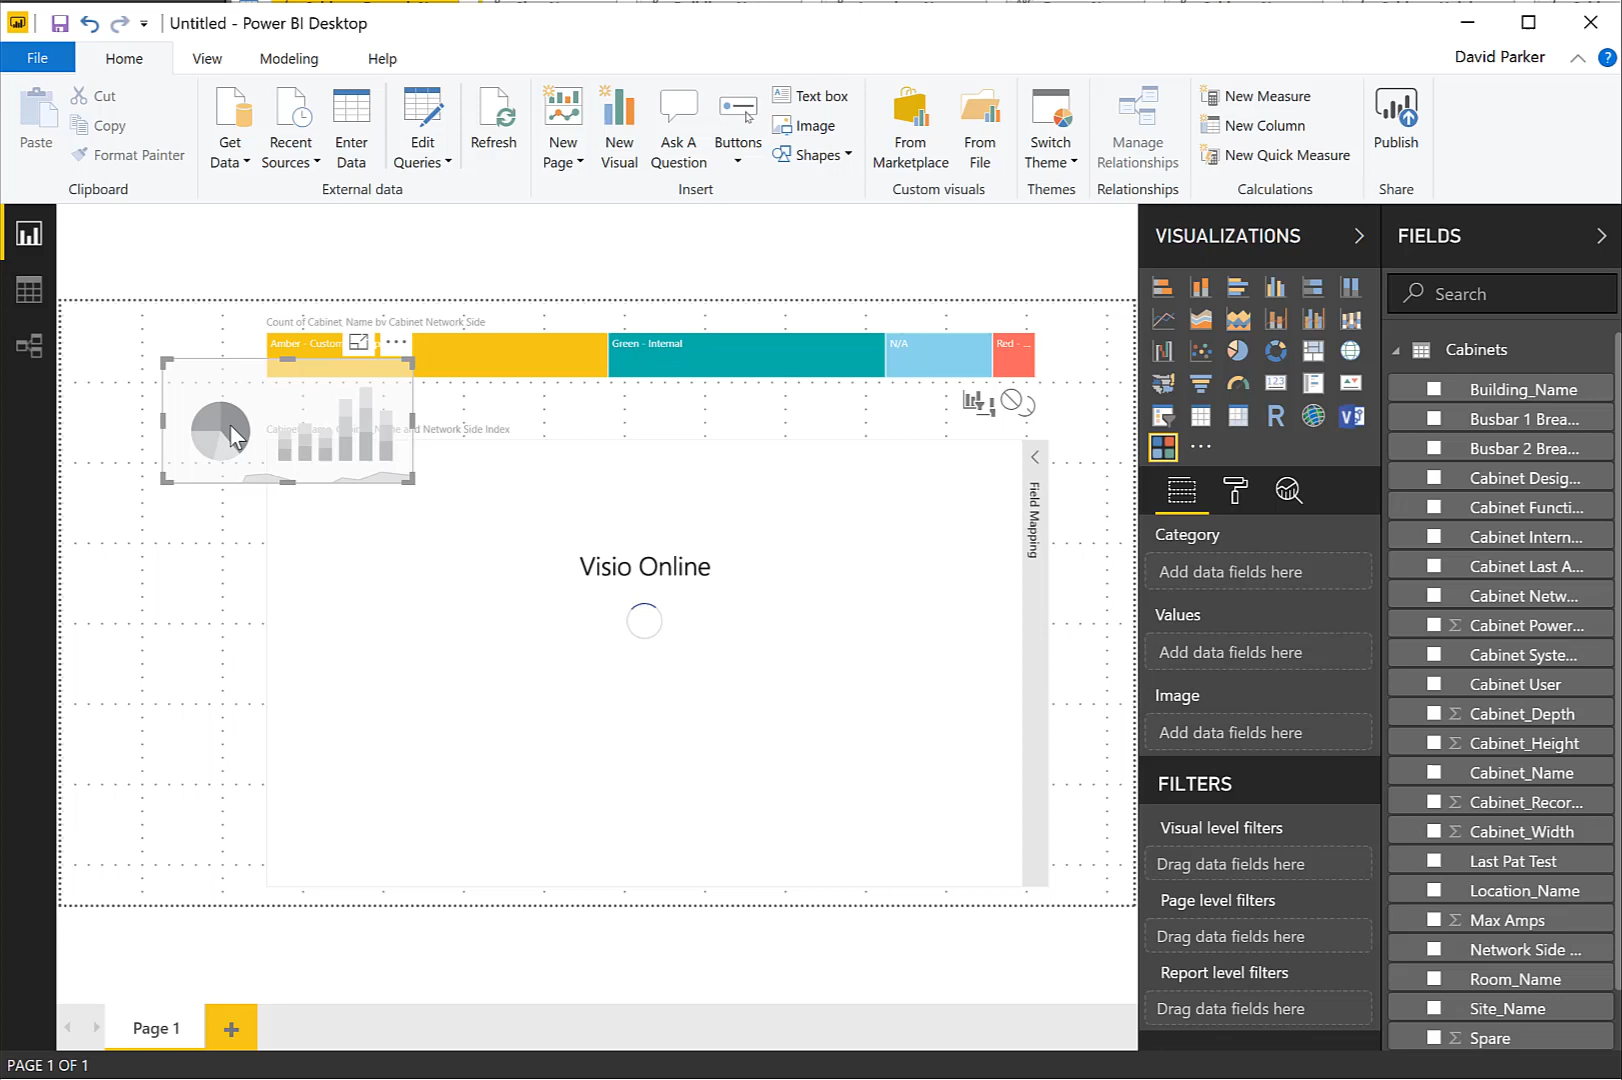 Untitled - Power BI Desktop
File
Home
View
Modeling
Help
David Parker
Paste
Cut
Copy
Format Painter
Clipboard
Get Data
Recent Sources
Enter Data
Edit Queries
Refresh
External data
New Page
New Visual
Ask A Question
Buttons
Text box
Image
Shapes
Insert
From Marketplace
From File
Custom visuals
Switch Theme
Themes
Manage Relationships
Relationships
New Measure
New Column
New Quick Measure
Calculations
Publish
Share
Count of Cabinet_Name by Cabinet Network Side
Green - Internal
N/A
Red - ...
and Network Side Index
Visio Online
Field Mapping
VISUALIZATIONS
Category
Add data fields here
Values
Add data fields here
Image
Add data fields here
FILTERS
Visual level filters
Drag data fields here
Page level filters
Drag data fields here
Report level filters
Drag data fields here
FIELDS
Search
Cabinets
Building_Name
Busbar 1 Brea...
Busbar 2 Brea...
Cabinet Desig...
Cabinet Functi...
Cabinet Intern...
Cabinet Last A...
Cabinet Netw...
Cabinet Power...
Cabinet Syste...
Cabinet User
Cabinet_Depth
Cabinet_Height
Cabinet_Name
Cabinet_Recor...
Cabinet_Width
Last Pat Test
Location_Name
Max Amps
Network Side ...
Room_Name
Site_Name
Spare
Page 1
PAGE 1 OF 1